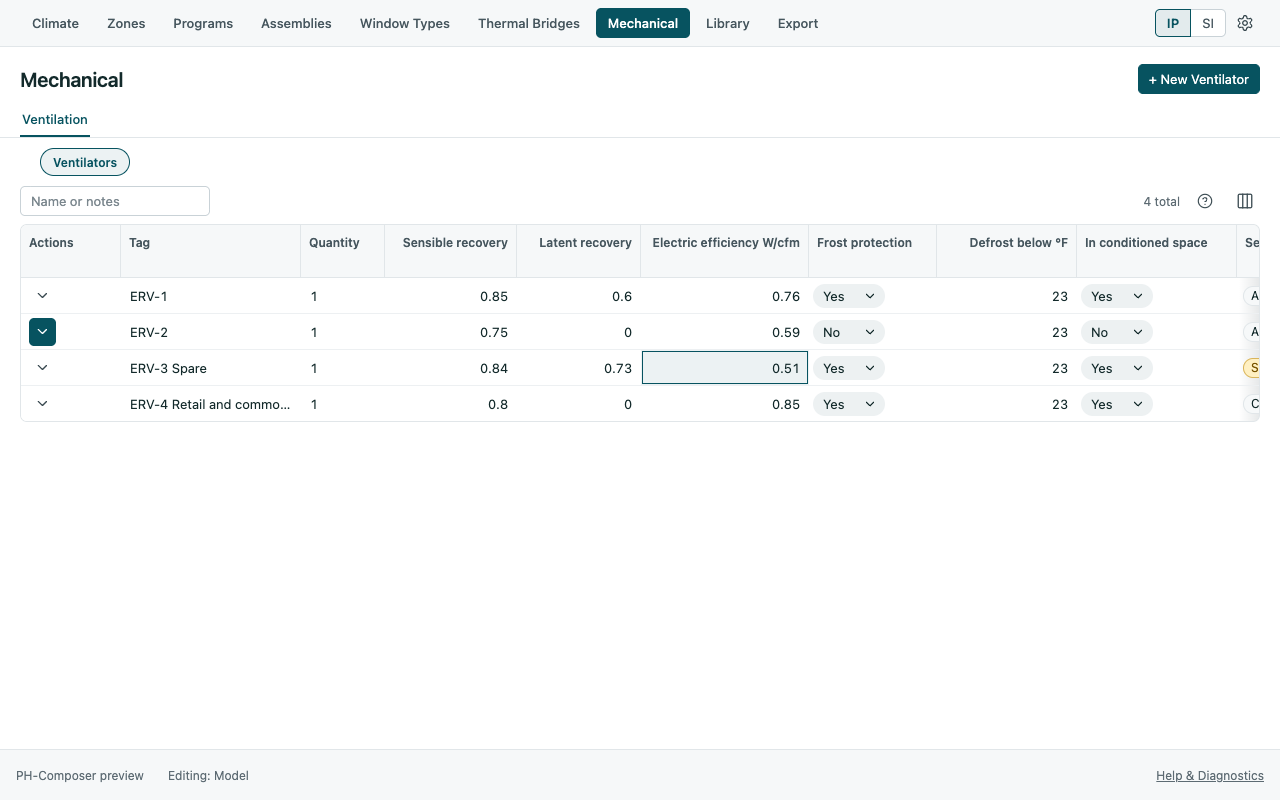 Climate Zones Programs Assemblies Window Types Thermal Bridges Mechanical Library Export IP SI
Mechanical
+ New Ventilator
Ventilation
Ventilators
Name or notes
4 total
Actions Tag Quantity Sensible recovery Latent recovery Electric efficiency W/cfm Frost protection Defrost below °F In conditioned space Se
ERV-1 1 0.85 0.6 0.76 Yes 23 Yes A
ERV-2 1 0.75 0 0.59 No 23 No A
ERV-3 Spare 1 0.84 0.73 0.51 Yes 23 Yes S
ERV-4 Retail and commo... 1 0.8 0 0.85 Yes 23 Yes C
PH-Composer preview Editing: Model Help & Diagnostics